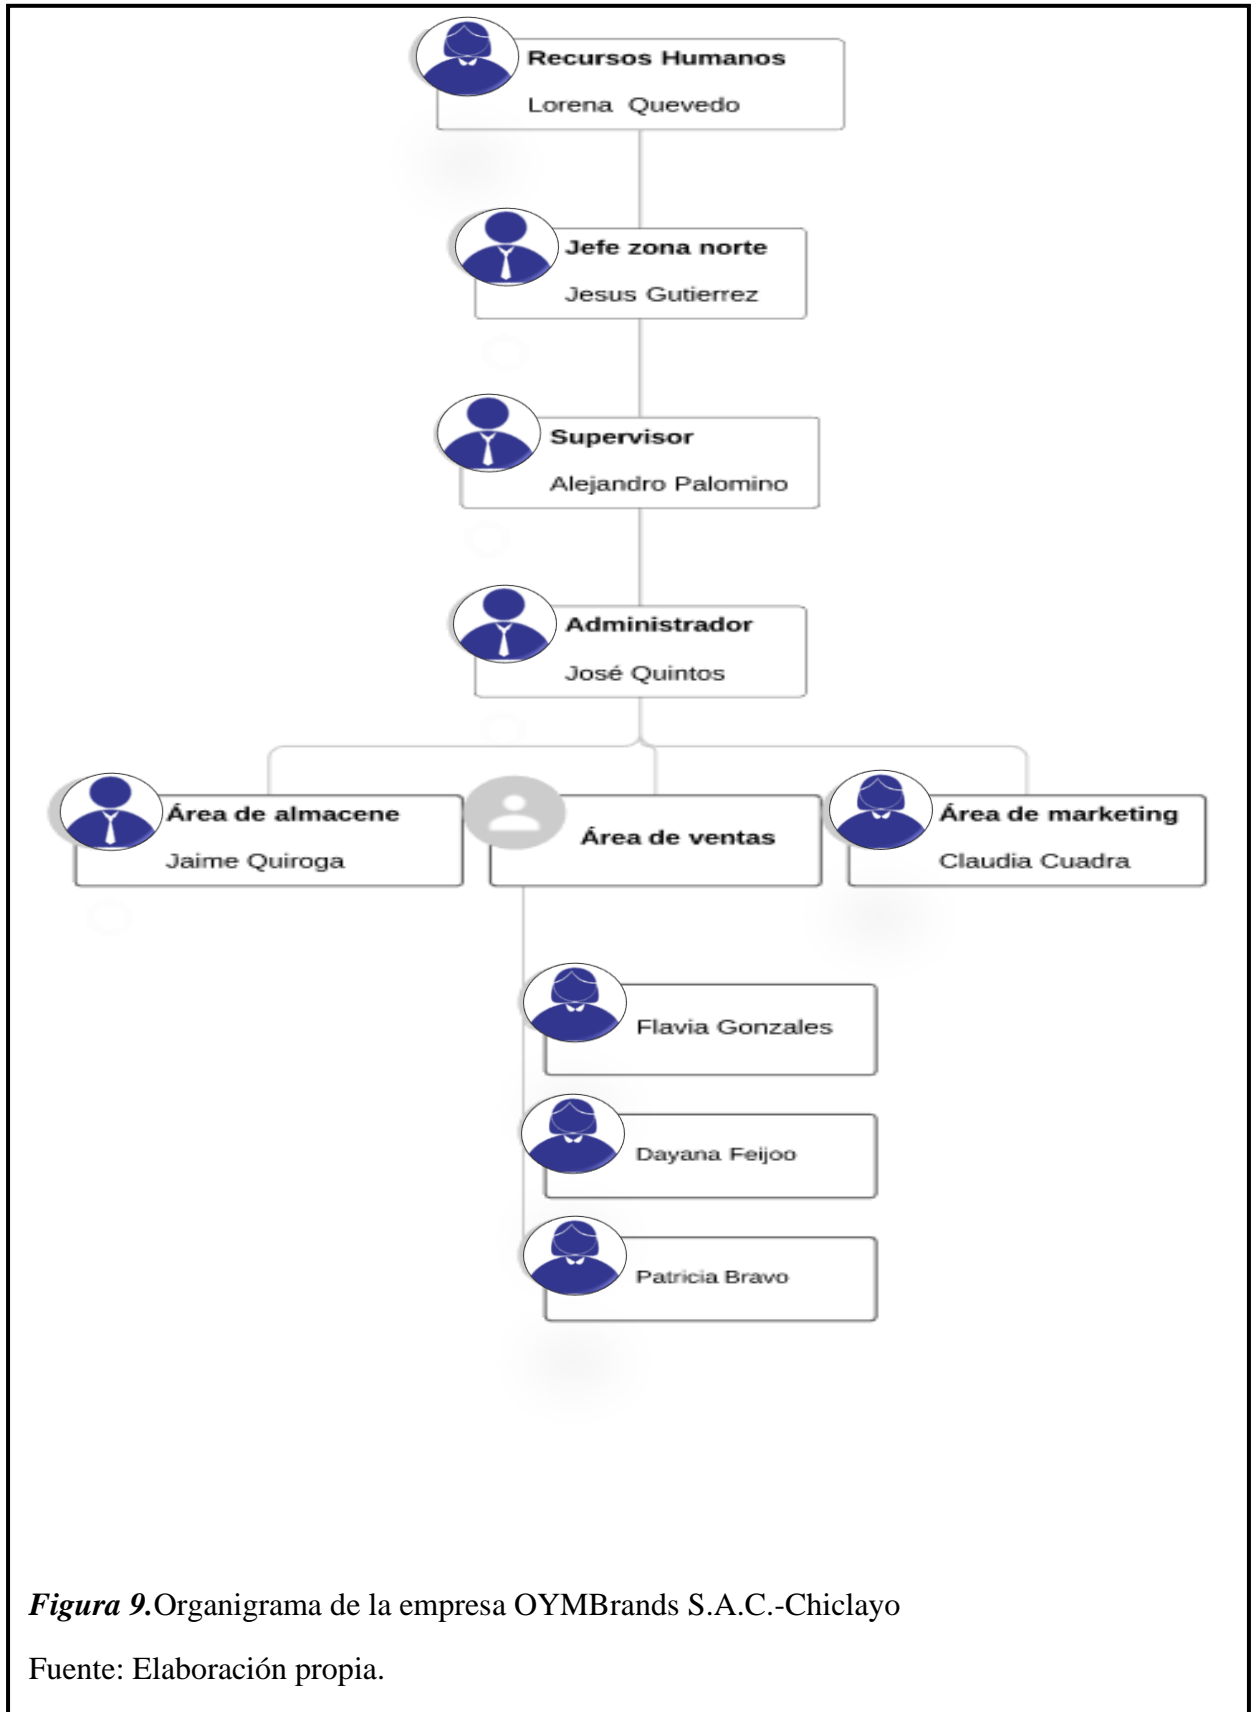 Recursos Humanos
Lorena Quevedo
Jefe zona norte
Jesus Gutierrez
Supervisor
Alejandro Palomino
Administrador
José Quintos
Área de almacene
Jaime Quiroga
Área de ventas
Área de marketing
Claudia Cuadra
Flavia Gonzales
Dayana Feijoo
Patricia Bravo
Figura 9.Organigrama de la empresa OYMBrands S.A.C.-Chiclayo
Fuente: Elaboración propia.